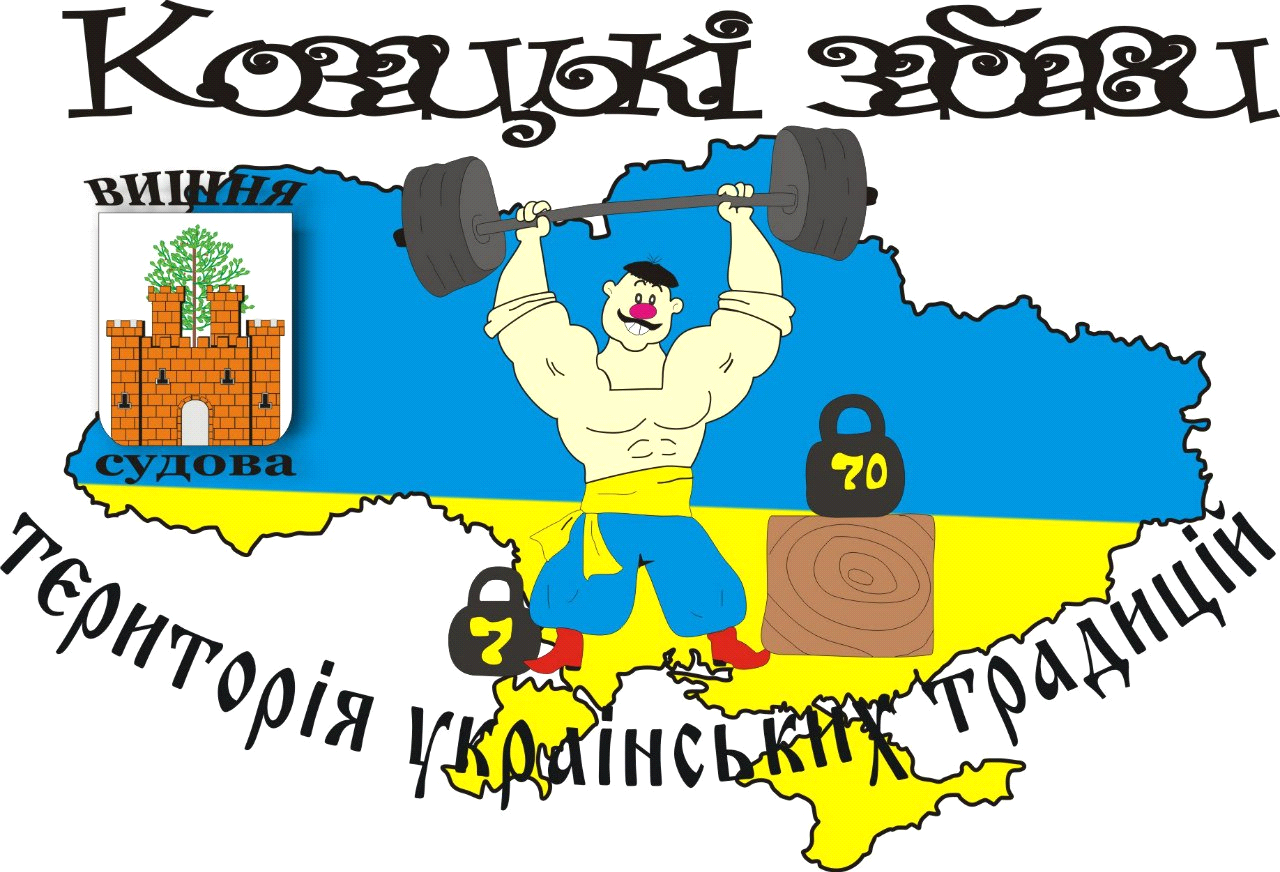 Козацькі забави
вишня
судова
70
7
територія українських традицій